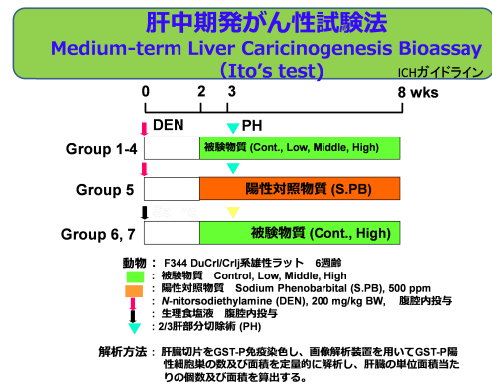 肝中期発がん性試験法
Medium-term Liver Caricinogenesis Bioassay
(Ito's test)
ICHガイドライン
0 2 3 8 wks
DEN PH
Group 1-4 被験物質 (Cont., Low, Middle, High)
Group 5 陽性対照物質 (S.PB)
Group 6, 7 被験物質 (Cont., High)
動物： F344 DuCrl/Crlj系雄性ラット 6週齢
： 被験物質 Control, Low, Middle, High
： 陽性対照物質 Sodium Phenobarbital (S.PB), 500 ppm
： N-nitorsodiethylamine (DEN), 200 mg/kg BW, 腹腔内投与
： 生理食塩液 腹腔内投与
： 2/3肝部分切除術 (PH)
解析方法： 肝臓切片をGST-P免疫染色し、画像解析装置を用いてGST-P陽
性細胞巣の数及び面積を定量的に解析し、肝臓の単位面積当た
りの個数及び面積を算出する。